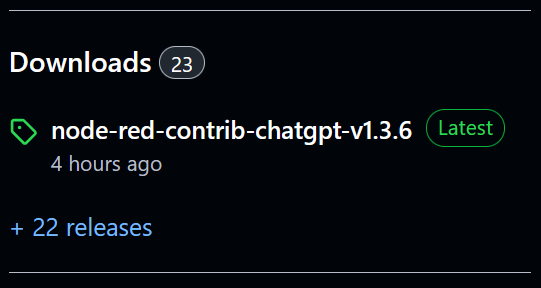 Downloads 23
node-red-contrib-chatgpt-v1.3.6 Latest
4 hours ago
+ 22 releases